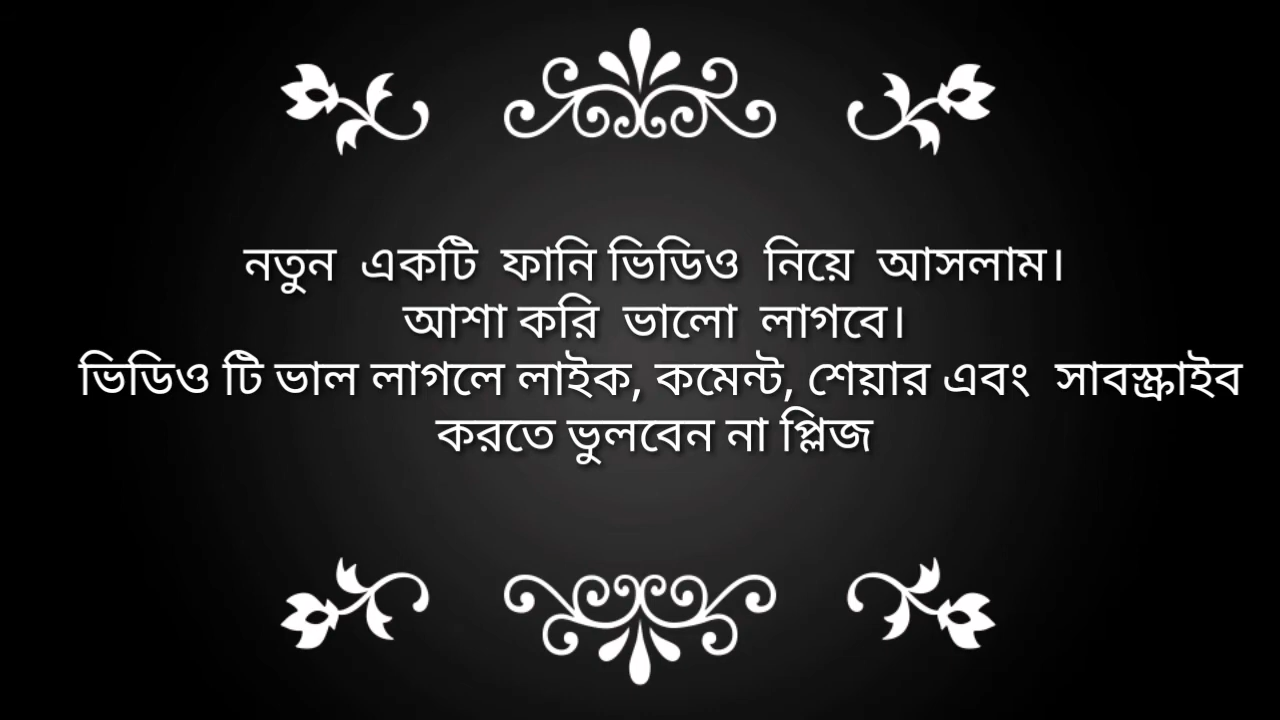 নতুন একটি ফানি ভিডিও নিয়ে আসলাম।
আশা করি ভালো লাগবে।
ভিডিও টি ভাল লাগলে লাইক, কমেন্ট, শেয়ার এবং সাবস্ক্রাইব
করতে ভুলবেন না প্লিজ